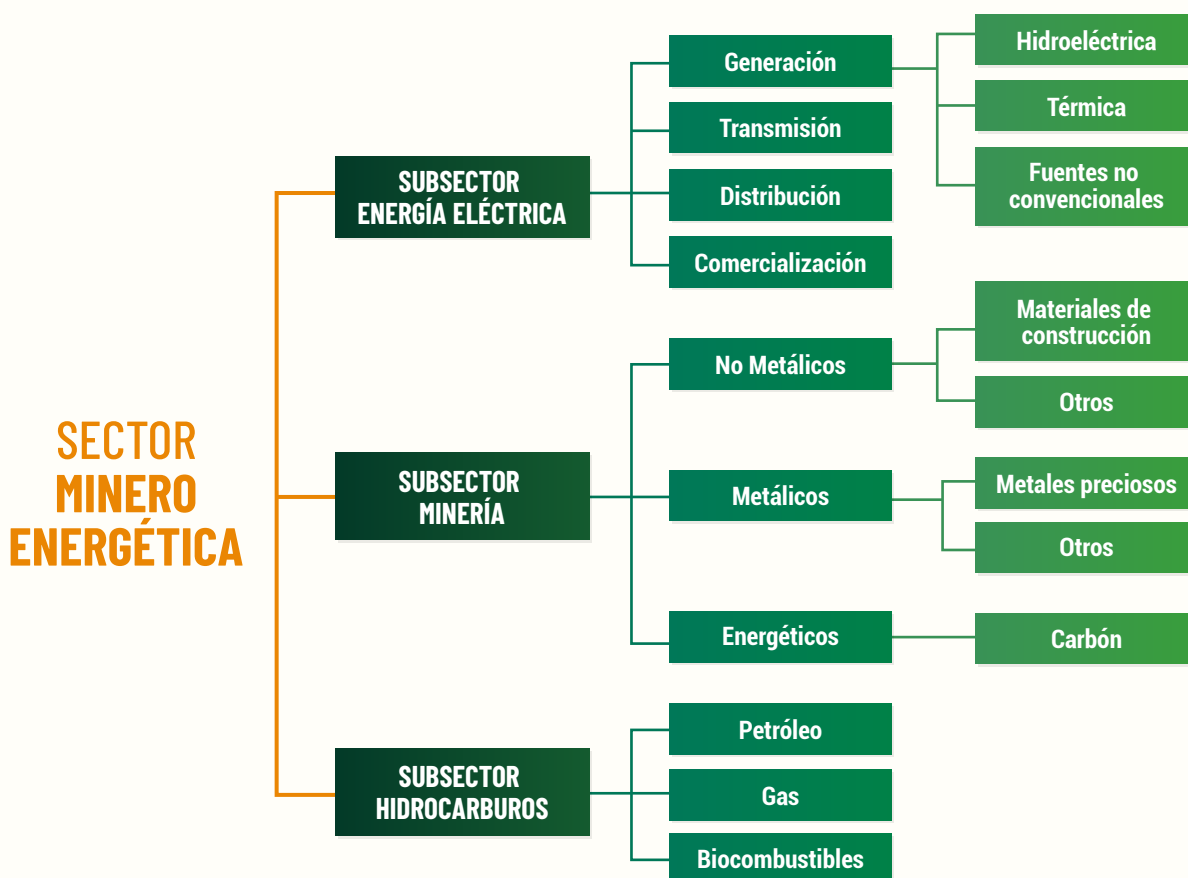 SECTOR
MINERO
ENERGÉTICA
SUBSECTOR
ENERGÍA ELÉCTRICA
Generación
Hidroeléctrica
Térmica
Fuentes no
convencionales
Transmisión
Distribución
Comercialización
SUBSECTOR
MINERÍA
No Metálicos
Materiales de
construcción
Otros
Metálicos
Metales preciosos
Otros
Energéticos
Carbón
SUBSECTOR
HIDROCARBUROS
Petróleo
Gas
Biocombustibles